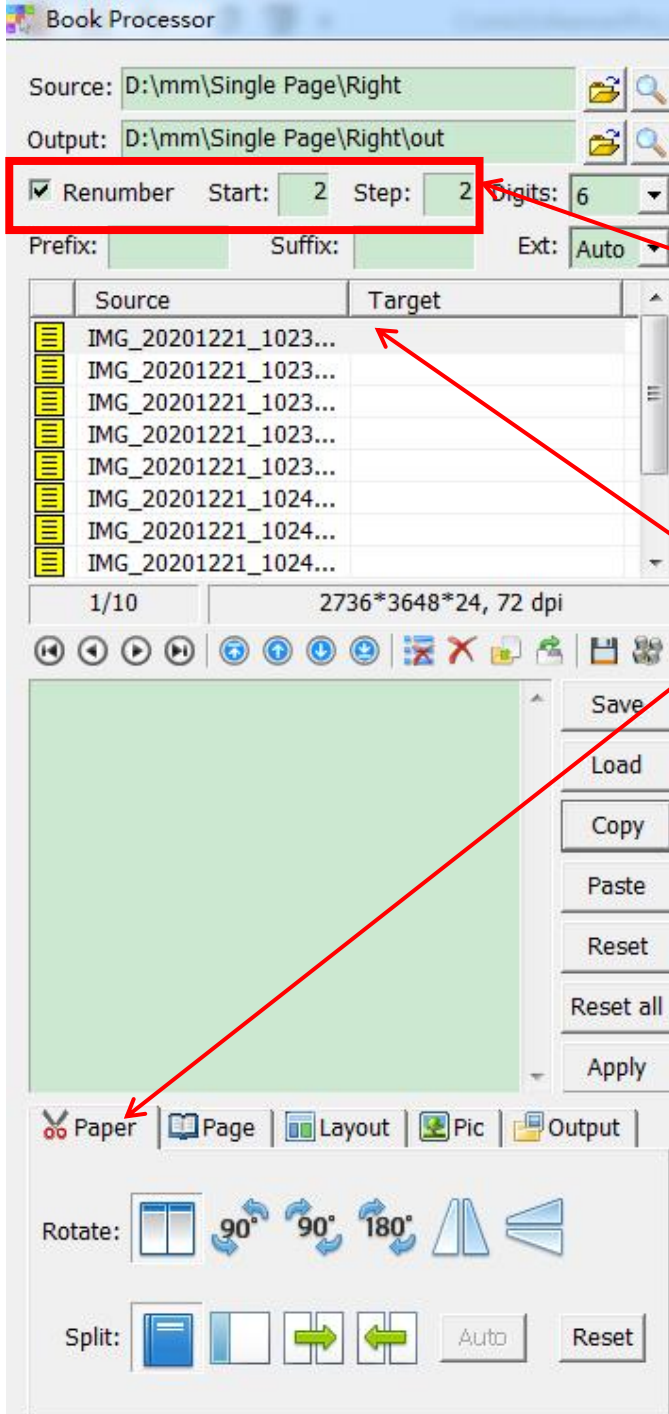 Book Processor
Source: D:\mm\Single Page\Right
Output: D:\mm\Single Page\Right\out
Renumber Start: 2 Step: 2 Digits: 6
Prefix: Suffix: Ext: Auto
Source Target
IMG_20201221_1023...
IMG_20201221_1023...
IMG_20201221_1023...
IMG_20201221_1023...
IMG_20201221_1023...
IMG_20201221_1024...
IMG_20201221_1024...
IMG_20201221_1024...
1/10 2736*3648*24, 72 dpi
Save
Load
Copy
Paste
Reset
Reset all
Apply
Paper Page Layout Pic Output
Rotate: 90° 90° 180°
Split: Auto Reset